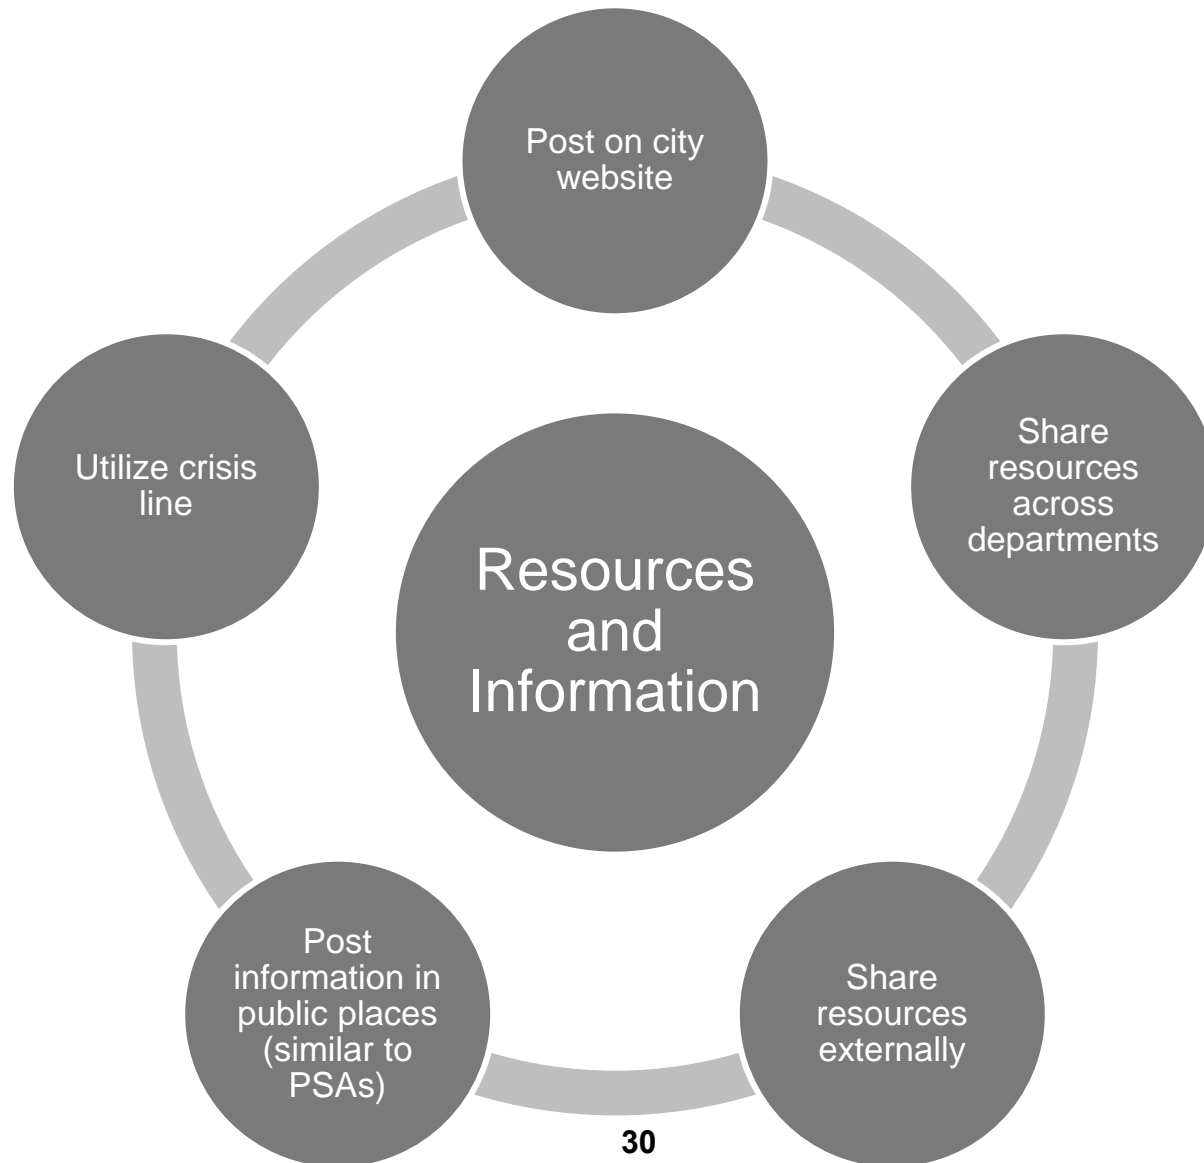 Post on city
website
Share
resources
across
departments
Utilize crisis
line
Resources
and
Information
Post
information in
public places
(similar to
PSAs)
Share
resources
externally
30